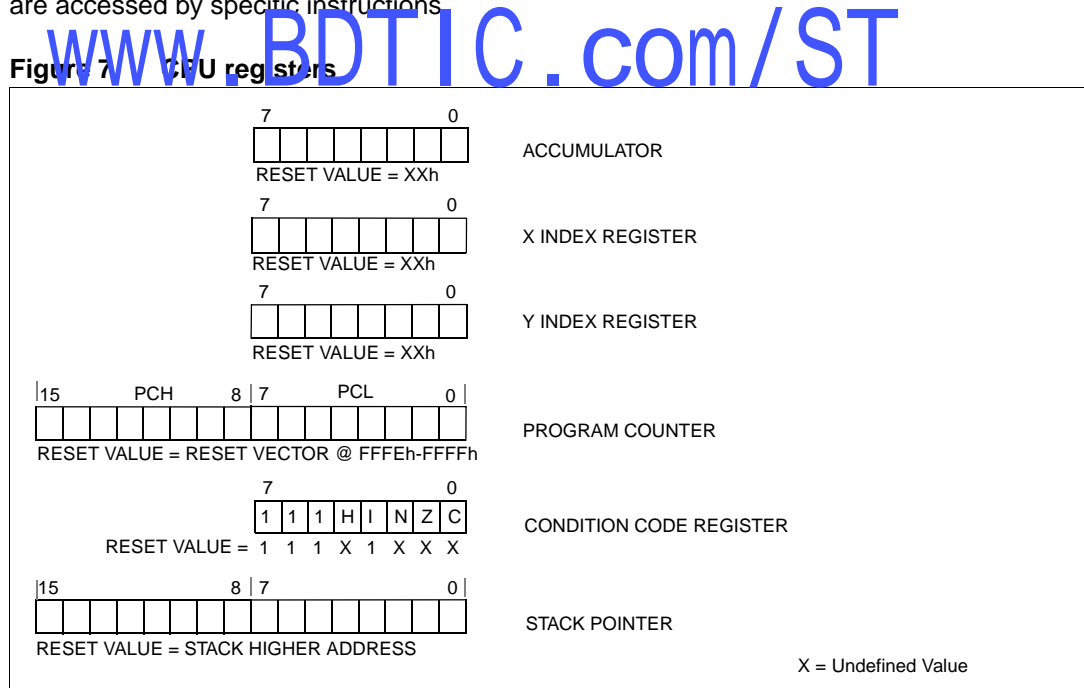 are accessed by specific instructions
www.BDTIC.com/ST
Figure 7 CPU registers
7 0
ACCUMULATOR
RESET VALUE = XXh
7 0
X INDEX REGISTER
RESET VALUE = XXh
7 0
Y INDEX REGISTER
RESET VALUE = XXh
15 PCH 8 7 PCL 0
PROGRAM COUNTER
RESET VALUE = RESET VECTOR @ FFFEh-FFFFh
7 0
1 1 1 H I N Z C
CONDITION CODE REGISTER
RESET VALUE = 1 1 1 X 1 X X X
15 8 7 0
STACK POINTER
RESET VALUE = STACK HIGHER ADDRESS
X = Undefined Value